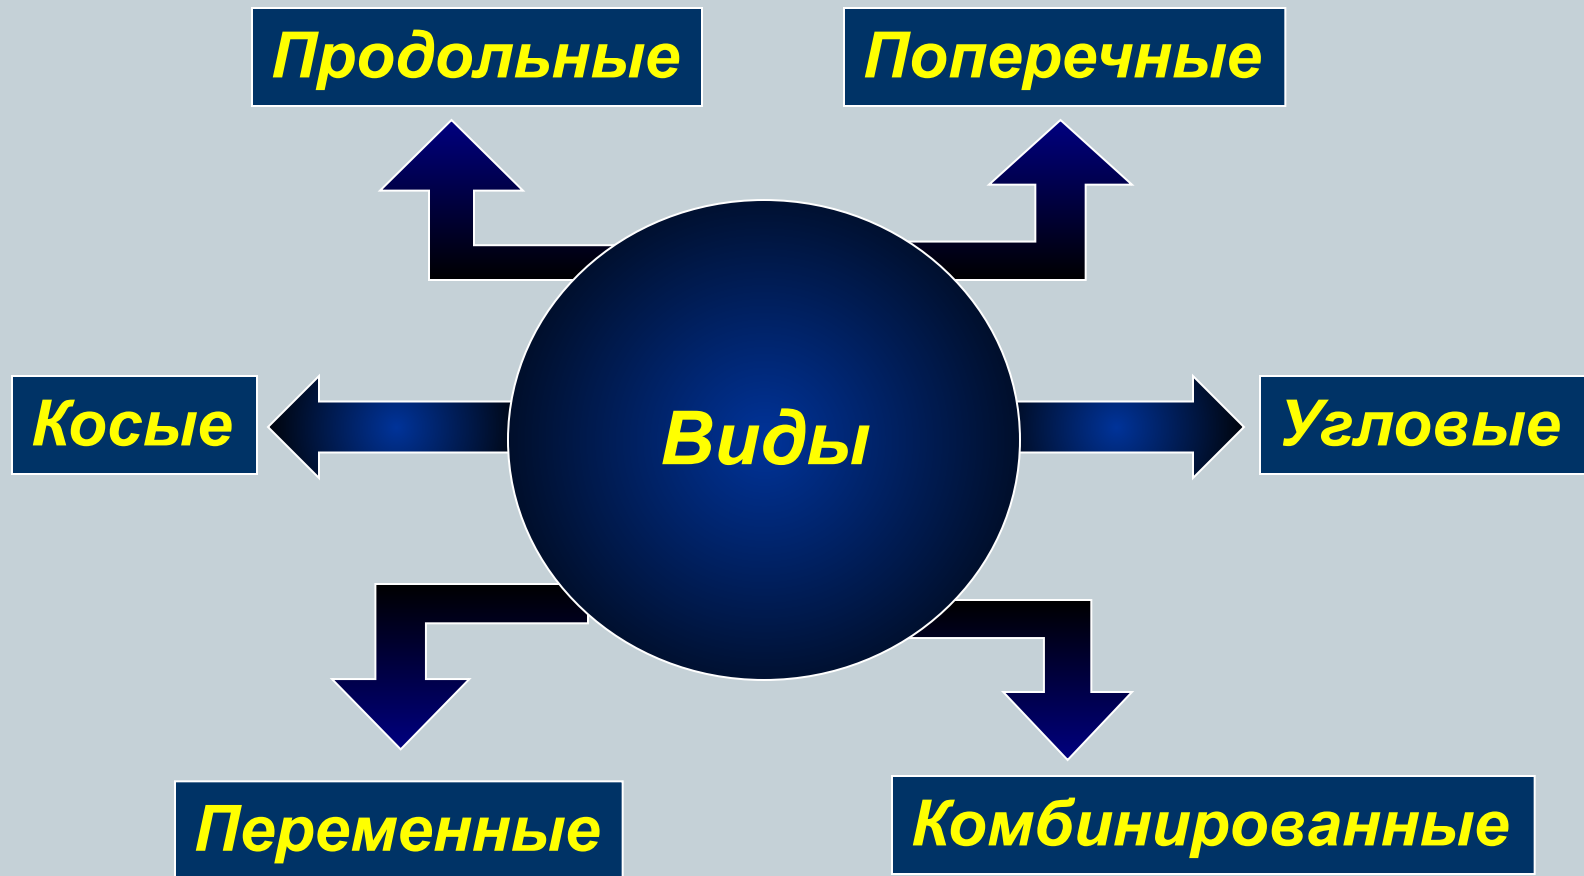 Продольные
Поперечные
Косые
Виды
Угловые
Переменные
Комбинированные